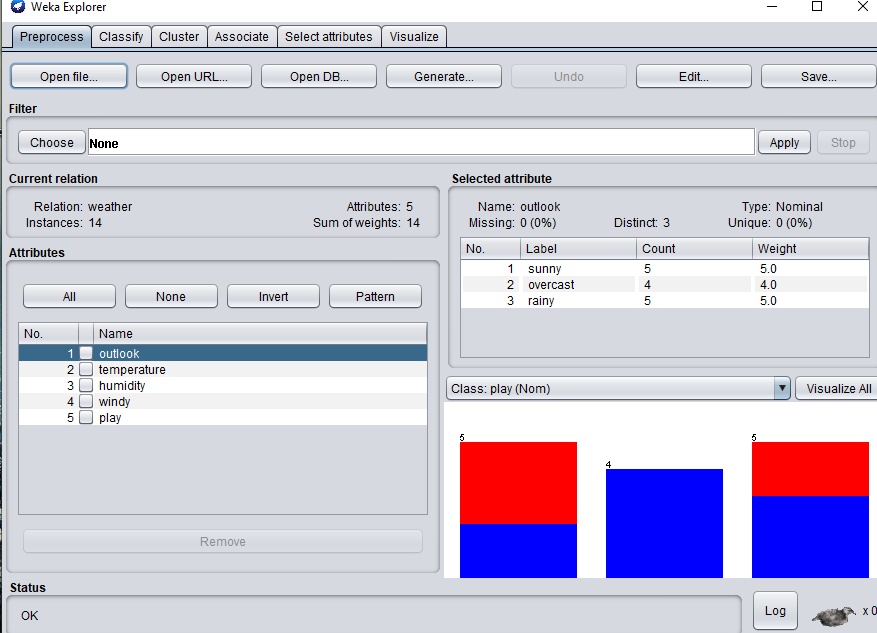 Weka Explorer
Preprocess Classify Cluster Associate Select attributes Visualize
Open file... Open URL... Open DB... Generate... Undo Edit... Save...
Filter
Choose None Apply Stop
Current relation
Relation: weather Attributes: 5
Instances: 14 Sum of weights: 14
Attributes
All None Invert Pattern
No. Name
1 outlook
2 temperature
3 humidity
4 windy
5 play
Remove
Selected attribute
Name: outlook Type: Nominal
Missing: 0 (0%) Distinct: 3 Unique: 0 (0%)
No. Label Count Weight
1 sunny 5 5.0
2 overcast 4 4.0
3 rainy 5 5.0
Class: play (Nom) Visualize All
5 4 5
Status
OK Log x 0